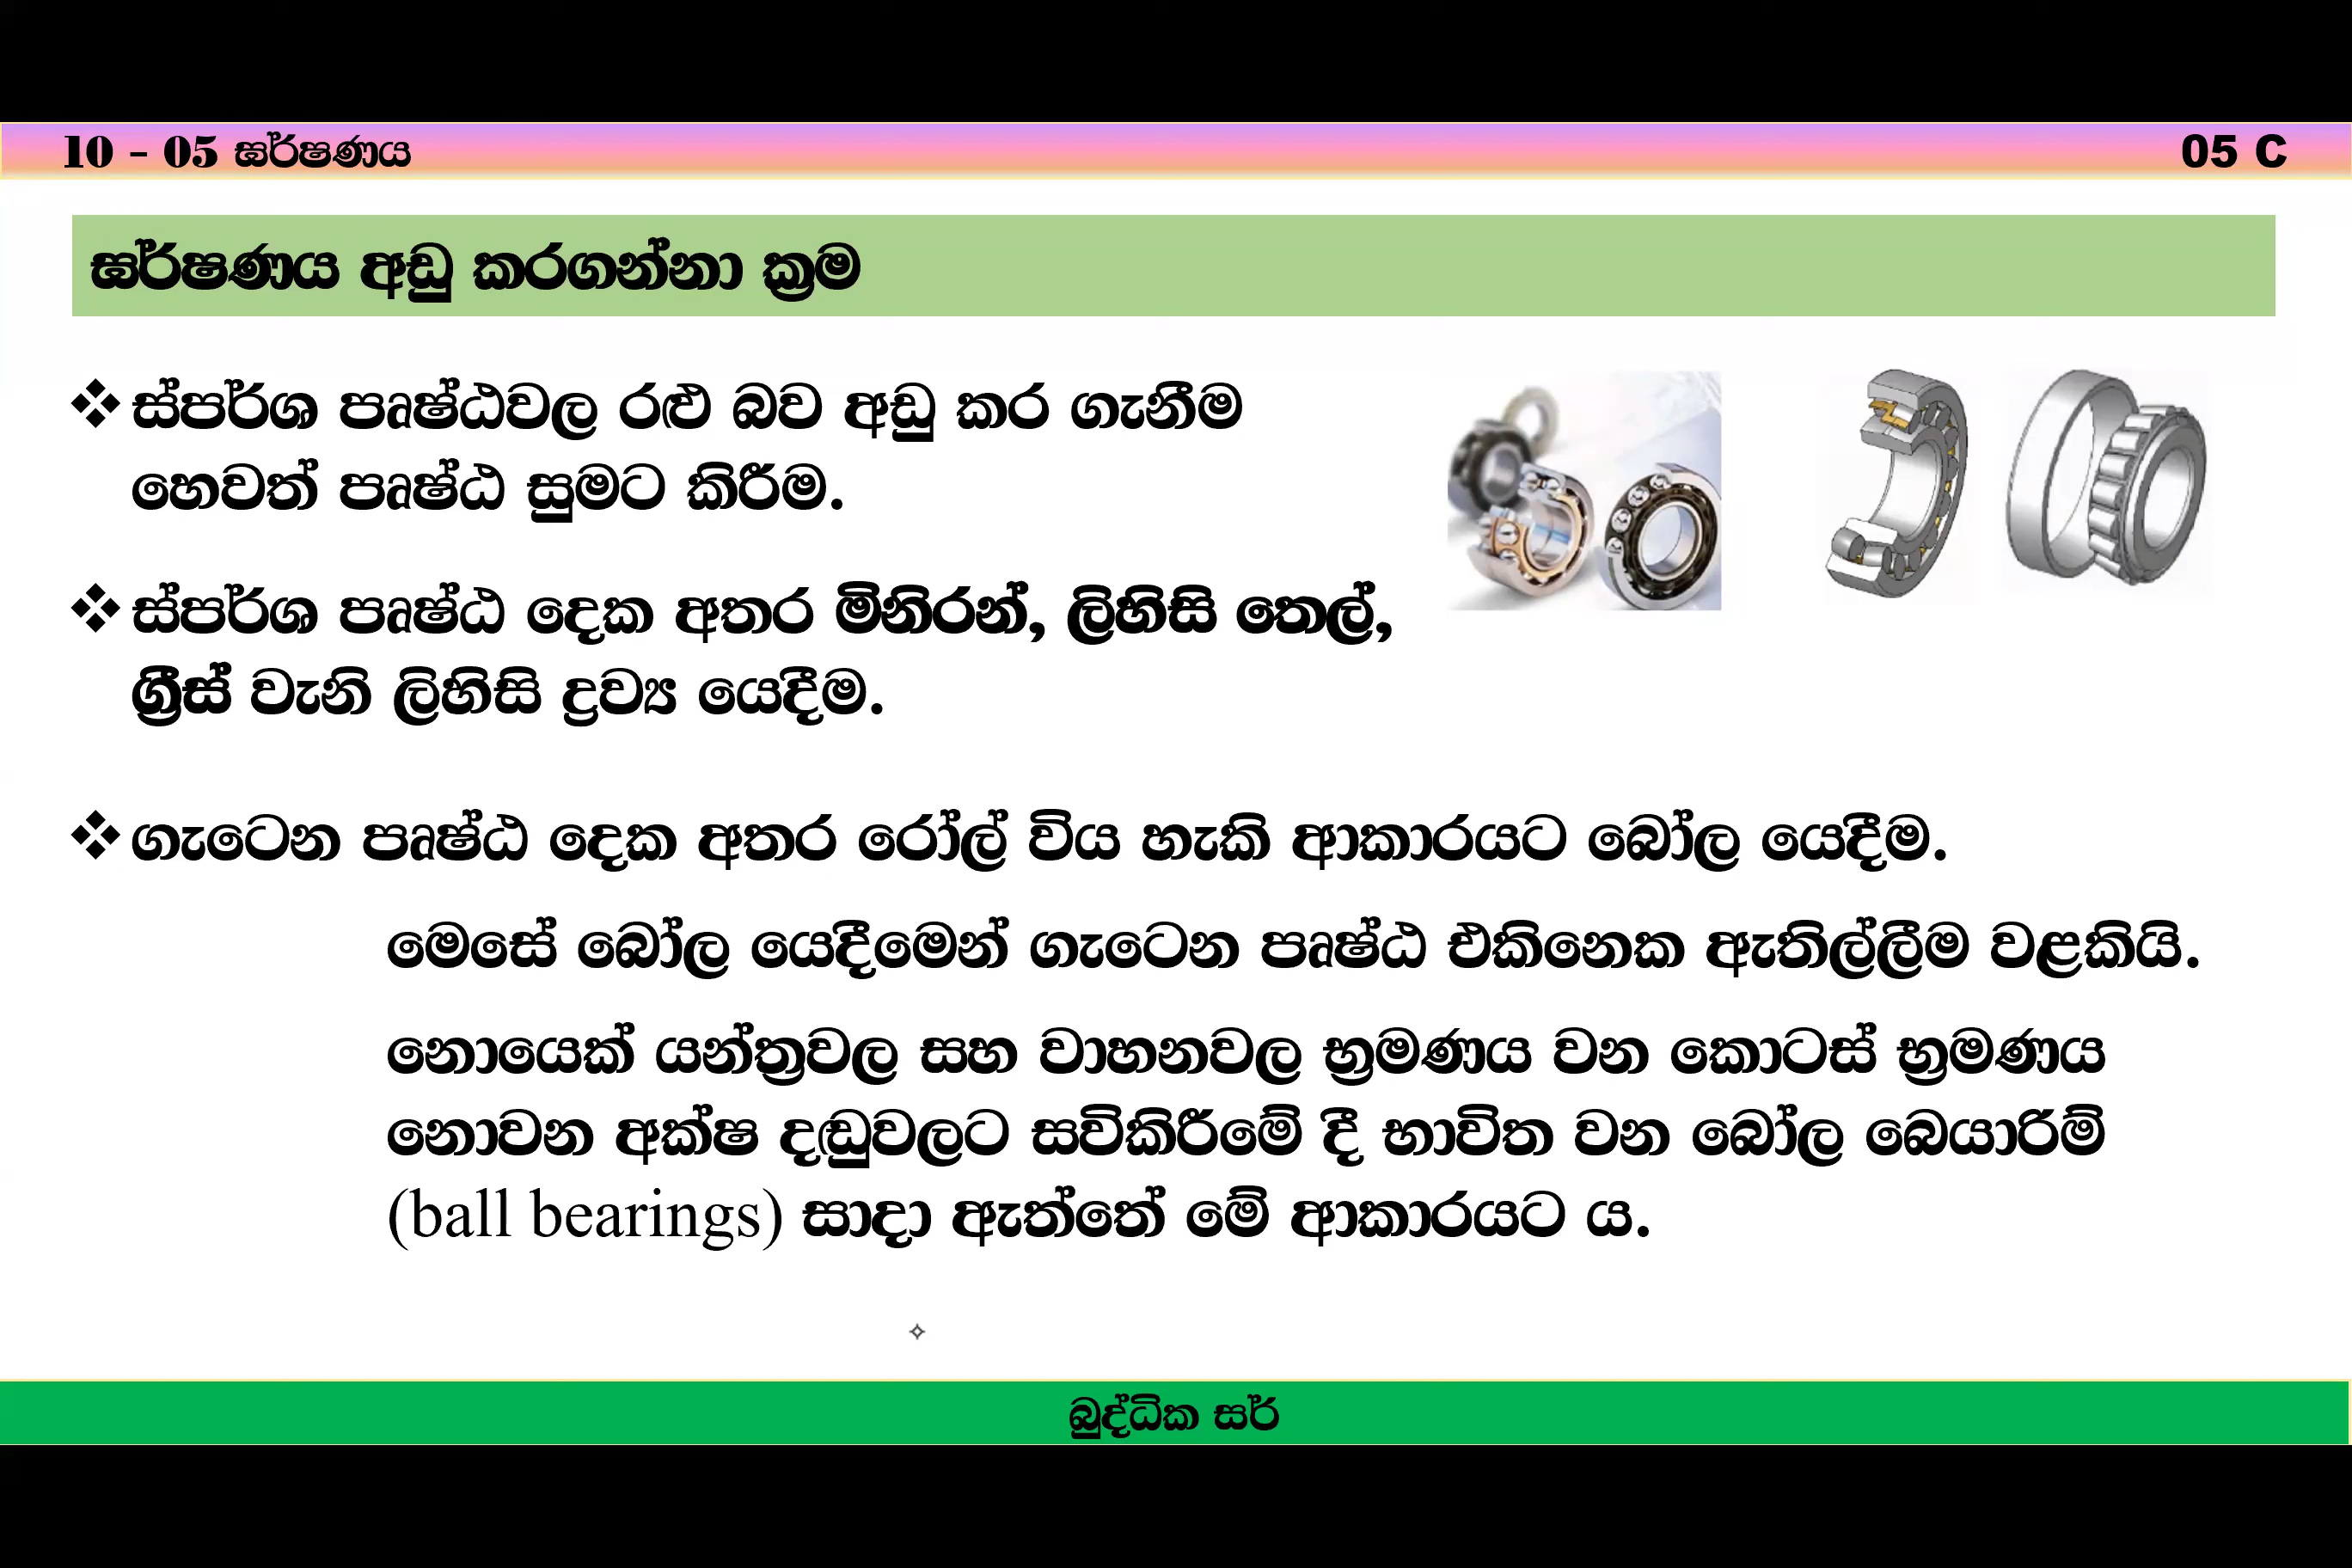 10 - 05 ඝර්ෂණය
05 C
ඝර්ෂණය අඩු කරගන්නා ක්‍රම
❖ ස්පර්ශ පෘෂ්ඨවල රළු බව අඩු කර ගැනීම
හෙවත් පෘෂ්ඨ සුමට කිරීම.
❖ ස්පර්ශ පෘෂ්ඨ දෙක අතර මිනිරන්, ලිහිසි තෙල්,
ග්‍රීස් වැනි ලිහිසි ද්‍රව්‍ය යෙදීම.
❖ ගැටෙන පෘෂ්ඨ දෙක අතර රෝල් විය හැකි ආකාරයට බෝල යෙදීම.
මෙසේ බෝල යෙදීමෙන් ගැටෙන පෘෂ්ඨ එකිනෙක ඇතිල්ලීම වළකියි.
නොයෙක් යන්ත්‍රවල සහ වාහනවල භ්‍රමණය වන කොටස් භ්‍රමණය
නොවන අක්ෂ දඬුවලට සවිකිරීමේ දී භාවිත වන බෝල බෙයාරිම්
(ball bearings) සාදා ඇත්තේ මේ ආකාරයට ය.
බුද්ධික සර්